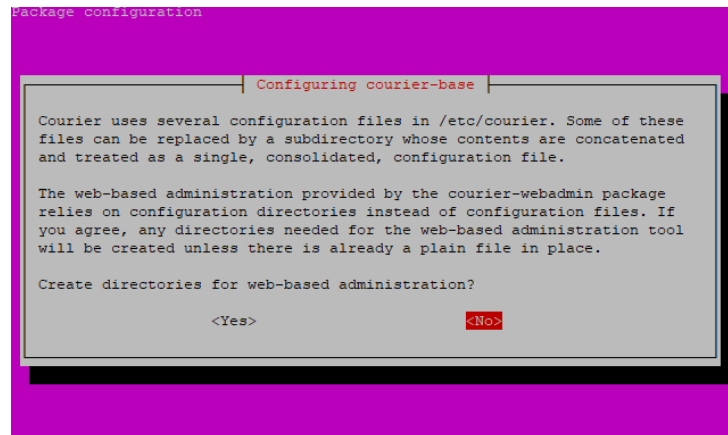 Package configuration
Configuring courier-base
Courier uses several configuration files in /etc/courier. Some of these
files can be replaced by a subdirectory whose contents are concatenated
and treated as a single, consolidated, configuration file.
The web-based administration provided by the courier-webadmin package
relies on configuration directories instead of configuration files. If
you agree, any directories needed for the web-based administration tool
will be created unless there is already a plain file in place.
Create directories for web-based administration?
<Yes> <No>